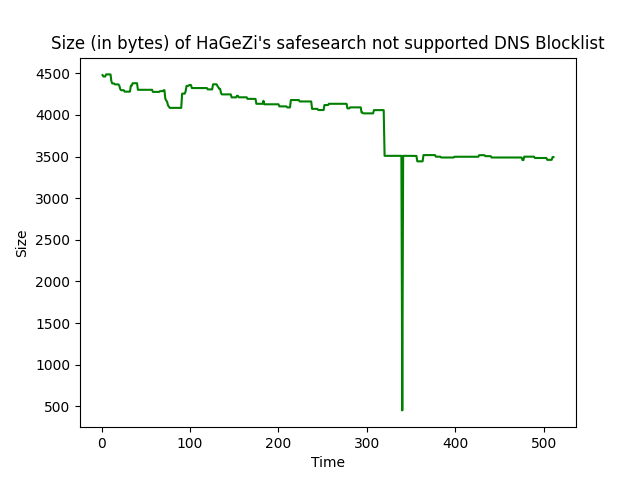 Size (in bytes) of HaGeZi's safesearch not supported DNS Blocklist
4500
4000
3500
3000
2500
2000
1500
1000
500
Size
0 100 200 300 400 500
Time